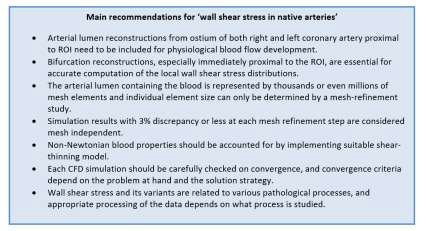 Main recommendations for ‘wall shear stress in native arteries’
• Arterial lumen reconstructions from ostium of both right and left coronary artery proximal
to ROI need to be included for physiological blood flow development.
• Bifurcation reconstructions, especially immediately proximal to the ROI, are essential for
accurate computation of the local wall shear stress distributions.
• The arterial lumen containing the blood is represented by thousands or even millions of
mesh elements and individual element size can only be determined by a mesh-refinement
study.
• Simulation results with 3% discrepancy or less at each mesh refinement step are considered
mesh independent.
• Non-Newtonian blood properties should be accounted for by implementing suitable shear-
thinning model.
• Each CFD simulation should be carefully checked on convergence, and convergence criteria
depend on the problem at hand and the solution strategy.
• Wall shear stress and its variants are related to various pathological processes, and
appropriate processing of the data depends on what process is studied.